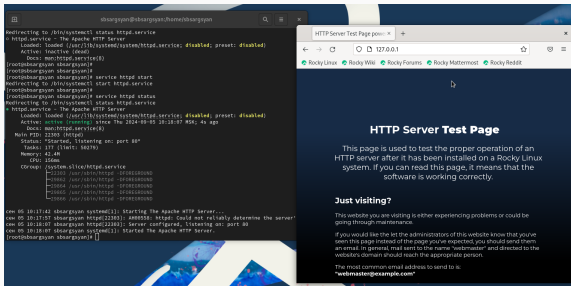 sbsargsyan@sbsargsyan:/home/sbsargsyan
Redirecting to /bin/systemctl status httpd.service
○ httpd.service - The Apache HTTP Server
Loaded: loaded (/usr/lib/systemd/system/httpd.service; disabled; preset: disabled)
Active: inactive (dead)
Docs: man:httpd.service(8)
[root@sbsargsyan sbsargsyan]#
[root@sbsargsyan sbsargsyan]# service httpd start
Redirecting to /bin/systemctl start httpd.service
[root@sbsargsyan sbsargsyan]#
[root@sbsargsyan sbsargsyan]# service httpd status
Redirecting to /bin/systemctl status httpd.service
● httpd.service - The Apache HTTP Server
Loaded: loaded (/usr/lib/systemd/system/httpd.service; disabled; preset: disabled)
Active: active (running) since Thu 2024-09-05 10:18:07 MSK; 4s ago
Docs: man:httpd.service(8)
Main PID: 22303 (httpd)
Status: "Started, listening on: port 80"
Tasks: 177 (limit: 50279)
Memory: 42.4M
CPU: 156ms
CGroup: /system.slice/httpd.service
├─22303 /usr/sbin/httpd -DFOREGROUND
/usr/sbin/httpd -DFOREGROUND
/usr/sbin/httpd -DFOREGROUND
/usr/sbin/httpd -DFOREGROUND
/usr/sbin/httpd -DFOREGROUND
сен 05 10:17:42 sbsargsyan systemd[1]: Starting The Apache HTTP Server...
сен 05 10:17:57 sbsargsyan httpd[22303]: AH00558: httpd: Could not reliably determine the server'
сен 05 10:18:07 sbsargsyan httpd[22303]: Server configured, listening on: port 80
сен 05 10:18:07 sbsargsyan systemd[1]: Started The Apache HTTP Server.
[root@sbsargsyan sbsargsyan]#
HTTP Server Test Page powe
127.0.0.1
Rocky Linux Rocky Wiki Rocky Forums Rocky Mattermost Rocky Reddit
HTTP Server Test Page
This page is used to test the proper operation of an
HTTP server after it has been installed on a Rocky Linux
system. If you can read this page, it means that the
software is working correctly.
Just visiting?
This website you are visiting is either experiencing problems or could be
going through maintenance.
If you would like the let the administrators of this website know that you've
seen this page instead of the page you've expected, you should send them
an email. In general, mail sent to the name "webmaster" and directed to the
website's domain should reach the appropriate person.
The most common email address to send to is:
"webmaster@example.com"